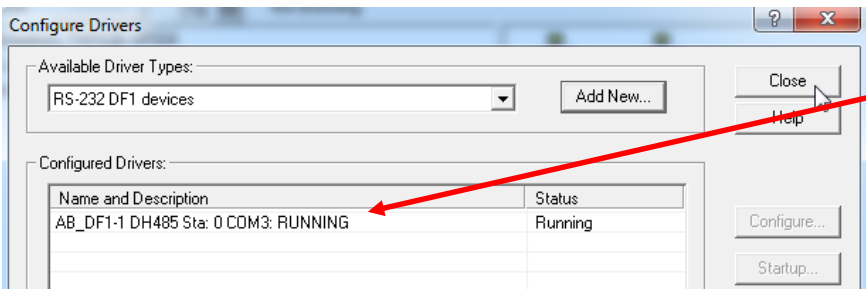 Configure Drivers
Available Driver Types:
RS-232 DF1 devices
Add New...
Close
Help
Configured Drivers:
Name and Description Status
AB_DF1-1 DH485 Sta: 0 COM3: RUNNING Running
Configure...
Startup...